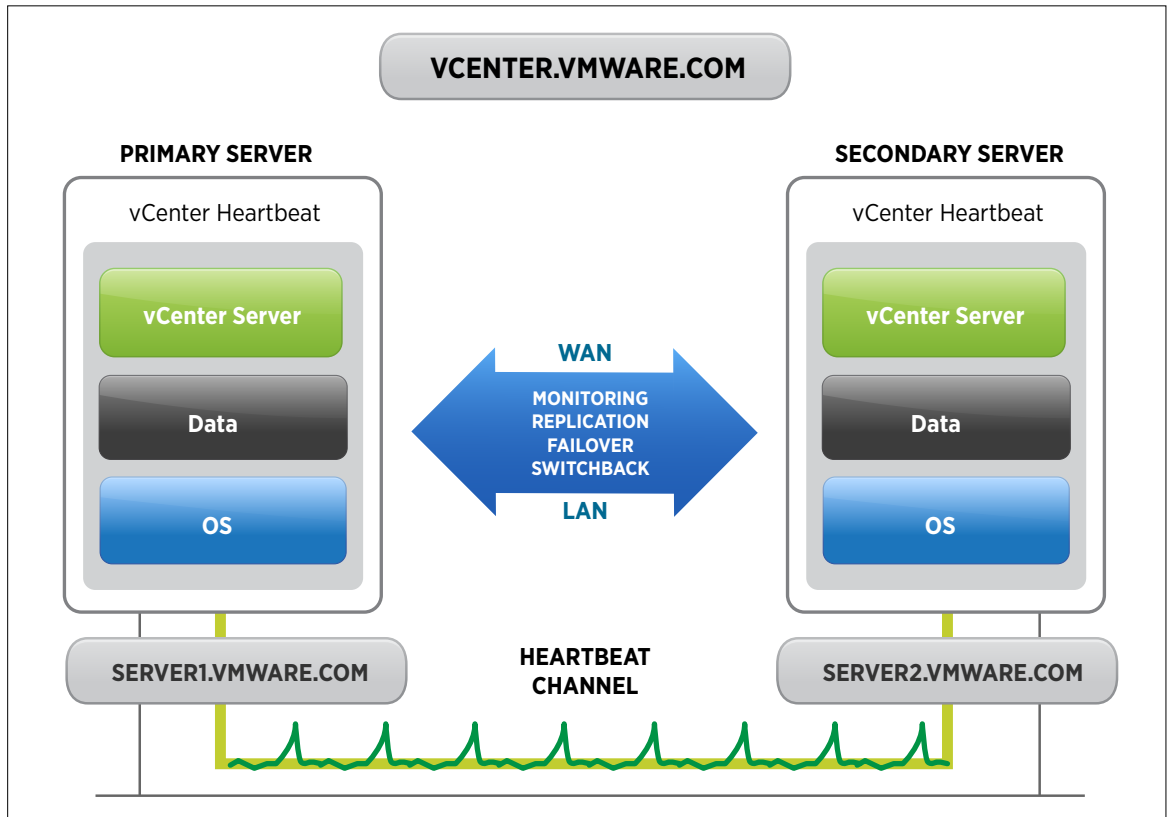 VCENTER.VMWARE.COM
PRIMARY SERVER
vCenter Heartbeat
vCenter Server
Data
OS
SERVER1.VMWARE.COM
WAN
MONITORING
REPLICATION
FAILOVER
SWITCHBACK
LAN
HEARTBEAT
CHANNEL
SECONDARY SERVER
vCenter Heartbeat
vCenter Server
Data
OS
SERVER2.VMWARE.COM